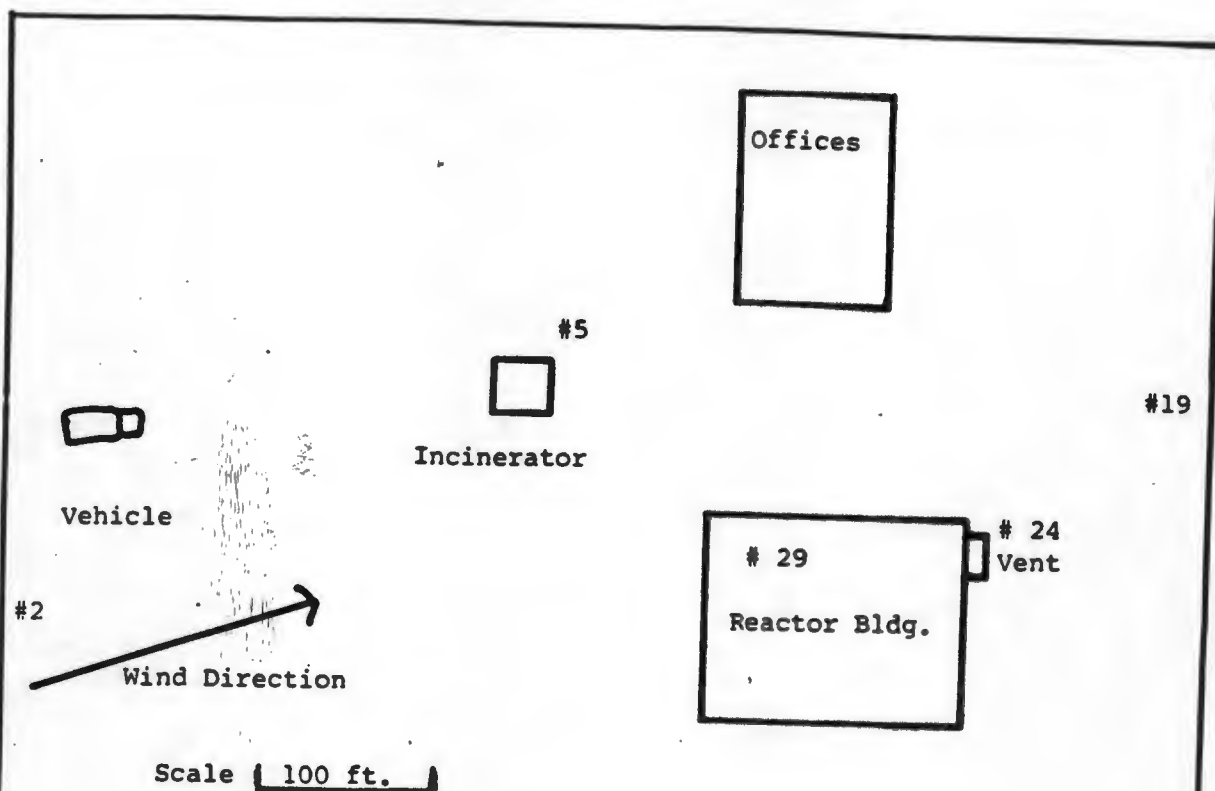 Offices
#5
#19
Incinerator
Vehicle
# 24
Vent
# 29
#2
Reactor Bldg.
Wind Direction
Scale 100 ft.